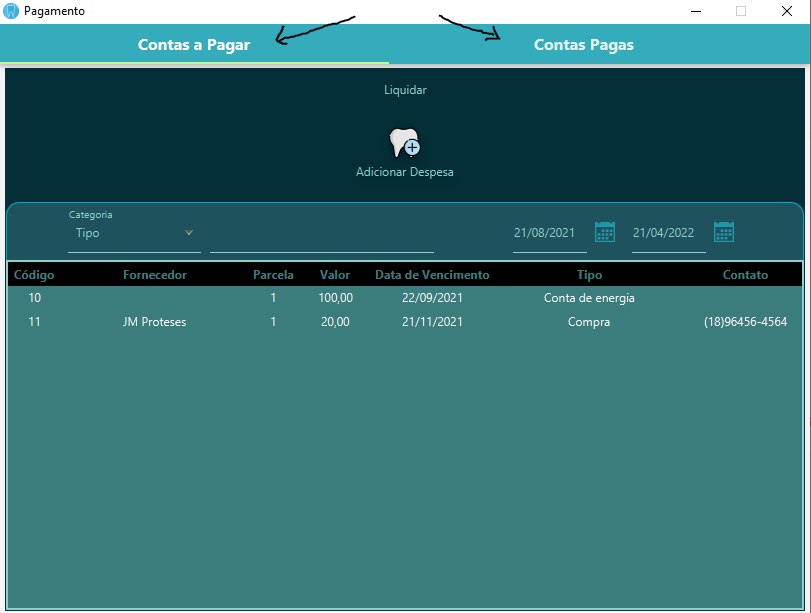 Pagamento
Contas a Pagar Contas Pagas
Liquidar
Adicionar Despesa
Categoria
Tipo 21/08/2021 21/04/2022
Código Fornecedor Parcela Valor Data de Vencimento Tipo Contato
10 1 100,00 22/09/2021 Conta de energia
11 JM Proteses 1 20,00 21/11/2021 Compra (18)96456-4564